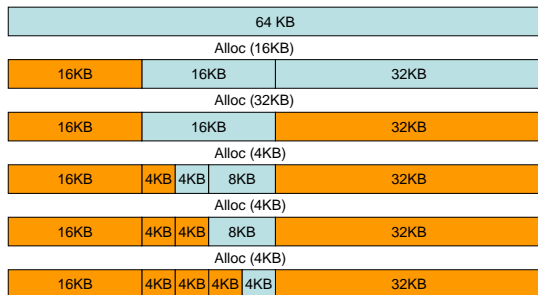 64 KB
Alloc (16KB)
16KB 16KB 32KB
Alloc (32KB)
16KB 16KB 32KB
Alloc (4KB)
16KB 4KB 4KB 8KB 32KB
Alloc (4KB)
16KB 4KB 4KB 8KB 32KB
Alloc (4KB)
16KB 4KB 4KB 4KB 4KB 32KB